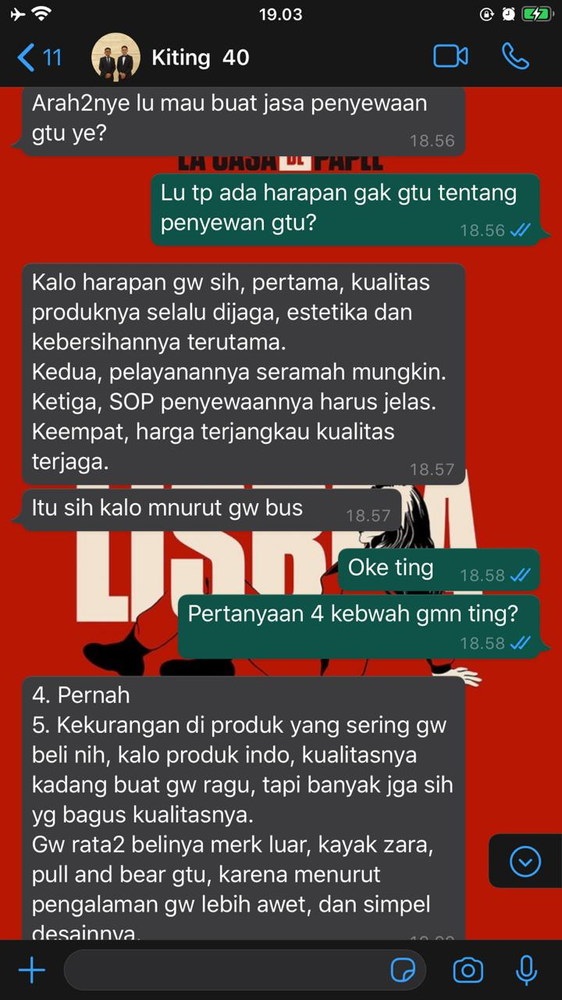 19.03
11
Kiting 40
Arah2nye lu mau buat jasa penyewaan
gtu ye?
18.56
LA CASA DE PAPEL
Lu tp ada harapan gak gtu tentang
penyewan gtu?
18.56
Kalo harapan gw sih, pertama, kualitas
produknya selalu dijaga, estetika dan
kebersihannya terutama.
Kedua, pelayanannya seramah mungkin.
Ketiga, SOP penyewaannya harus jelas.
Keempat, harga terjangkau kualitas
terjaga.
18.57
Itu sih kalo mnurut gw bus
18.57
Oke ting
18.58
Pertanyaan 4 kebwah gmn ting?
18.58
4. Pernah
5. Kekurangan di produk yang sering gw
beli nih, kalo produk indo, kualitasnya
kadang buat gw ragu, tapi banyak jga sih
yg bagus kualitasnya.
Gw rata2 belinya merk luar, kayak zara,
pull and bear gtu, karena menurut
pengalaman gw lebih awet, dan simpel
desainnya.